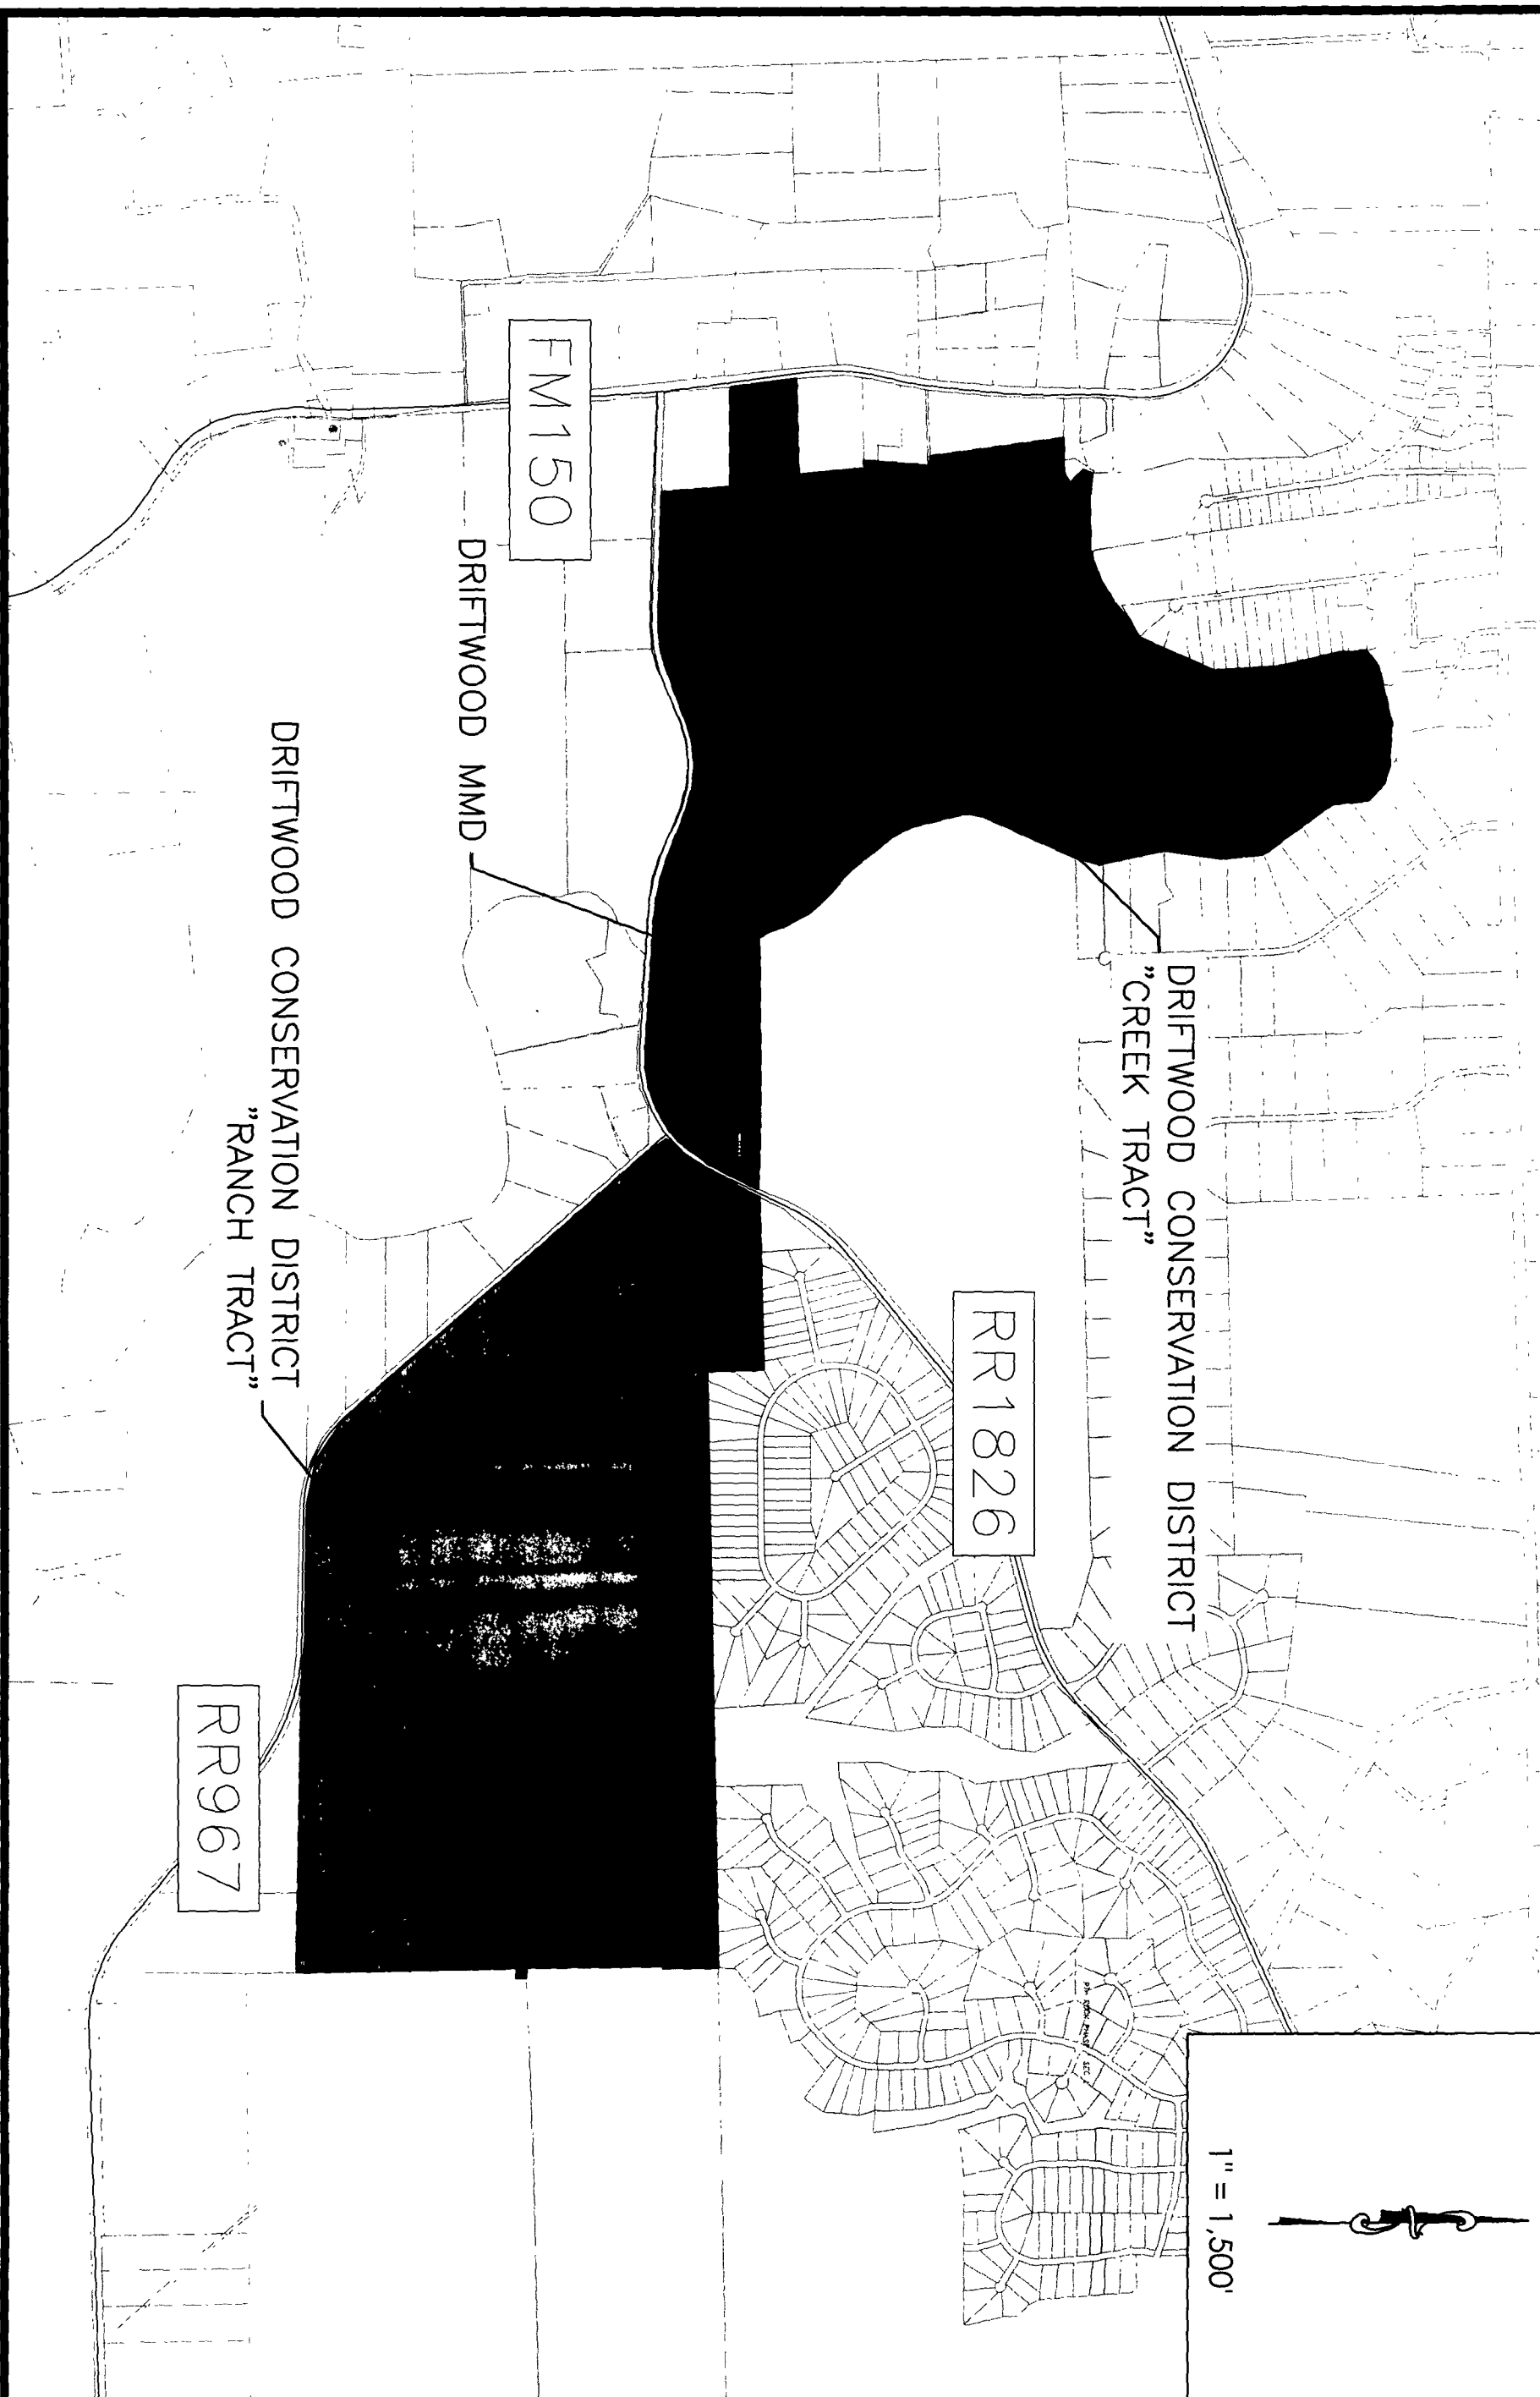 1" = 1,500'
DRIFTWOOD CONSERVATION DISTRICT
"CREEK TRACT"
RR1826
FM150
DRIFTWOOD MMD
DRIFTWOOD CONSERVATION DISTRICT
"RANCH TRACT"
RR967